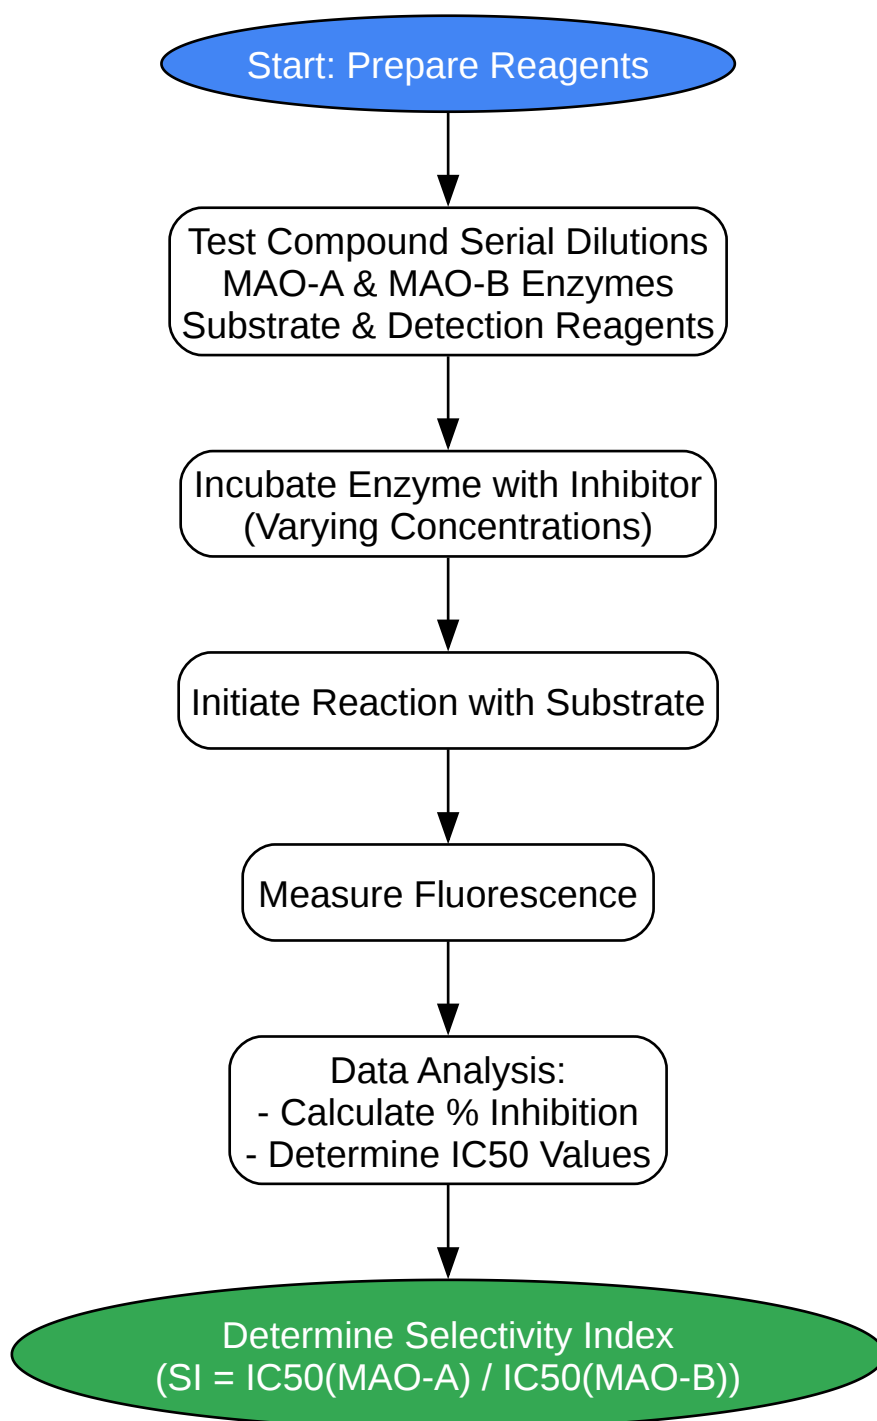 Start: Prepare Reagents
Test Compound Serial Dilutions
MAO-A & MAO-B Enzymes
Substrate & Detection Reagents
Incubate Enzyme with Inhibitor
(Varying Concentrations)
Initiate Reaction with Substrate
Measure Fluorescence
Data Analysis:
- Calculate % Inhibition
- Determine IC50 Values
Determine Selectivity Index
(SI = IC50(MAO-A) / IC50(MAO-B))